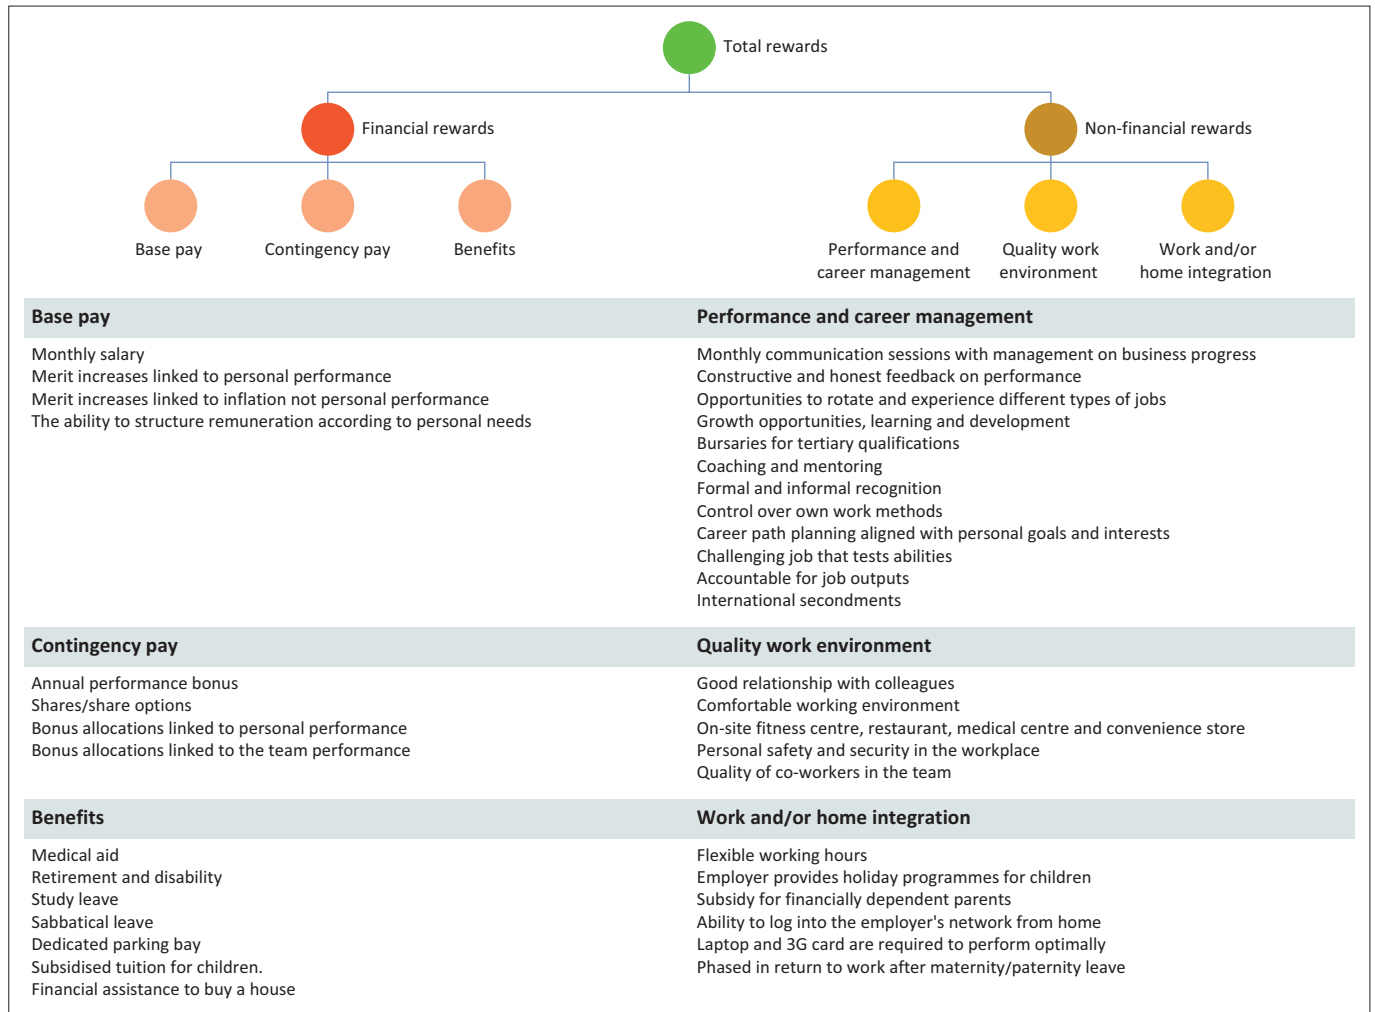 Total rewards
Financial rewards
Non-financial rewards
Base pay
Contingency pay
Benefits
Performance and
career management
Quality work
environment
Work and/or
home integration
Base pay
Monthly salary
Merit increases linked to personal performance
Merit increases linked to inflation not personal performance
The ability to structure remuneration according to personal needs
Performance and career management
Monthly communication sessions with management on business progress
Constructive and honest feedback on performance
Opportunities to rotate and experience different types of jobs
Growth opportunities, learning and development
Bursaries for tertiary qualifications
Coaching and mentoring
Formal and informal recognition
Control over own work methods
Career path planning aligned with personal goals and interests
Challenging job that tests abilities
Accountable for job outputs
International secondments
Contingency pay
Annual performance bonus
Shares/share options
Bonus allocations linked to personal performance
Bonus allocations linked to the team performance
Quality work environment
Good relationship with colleagues
Comfortable working environment
On-site fitness centre, restaurant, medical centre and convenience store
Personal safety and security in the workplace
Quality of co-workers in the team
Benefits
Medical aid
Retirement and disability
Study leave
Sabbatical leave
Dedicated parking bay
Subsidised tuition for children.
Financial assistance to buy a house
Work and/or home integration
Flexible working hours
Employer provides holiday programmes for children
Subsidy for financially dependent parents
Ability to log into the employer's network from home
Laptop and 3G card are required to perform optimally
Phased in return to work after maternity/paternity leave